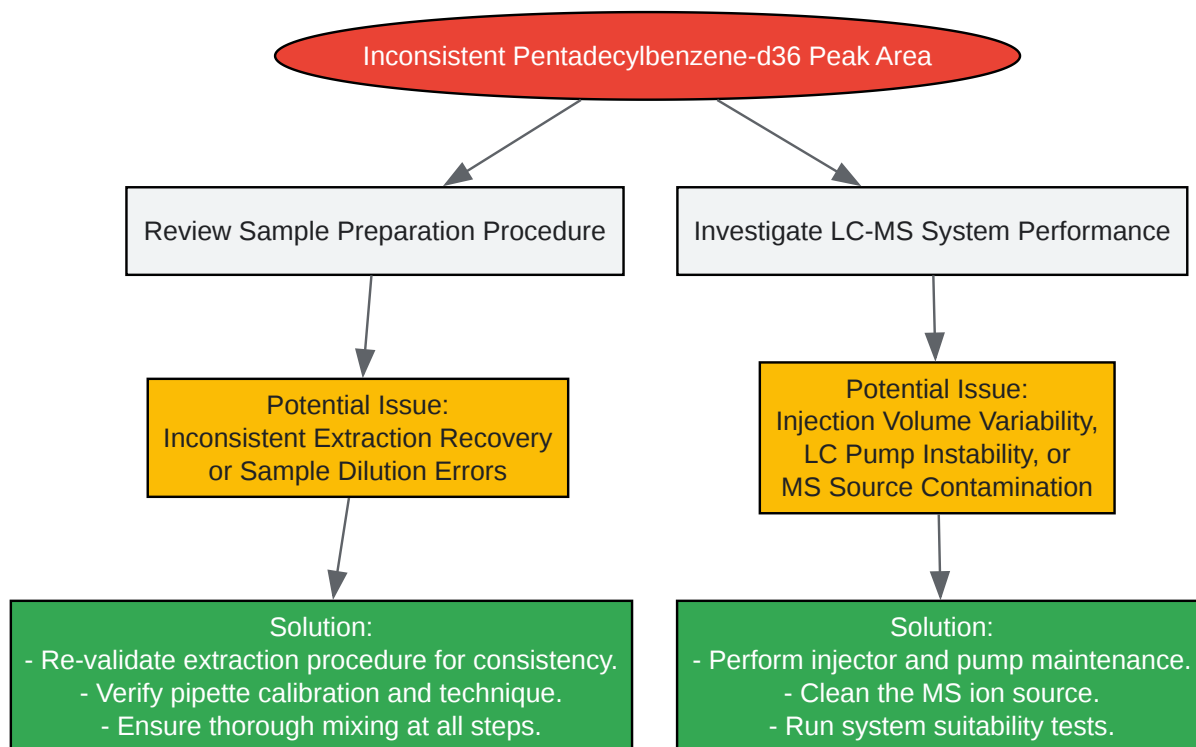 Inconsistent Pentadecylbenzene-d36 Peak Area
Review Sample Preparation Procedure
Investigate LC-MS System Performance
Potential Issue:
Inconsistent Extraction Recovery
or Sample Dilution Errors
Potential Issue:
Injection Volume Variability,
LC Pump Instability, or
MS Source Contamination
Solution:
- Re-validate extraction procedure for consistency.
- Verify pipette calibration and technique.
- Ensure thorough mixing at all steps.
Solution:
- Perform injector and pump maintenance.
- Clean the MS ion source.
- Run system suitability tests.